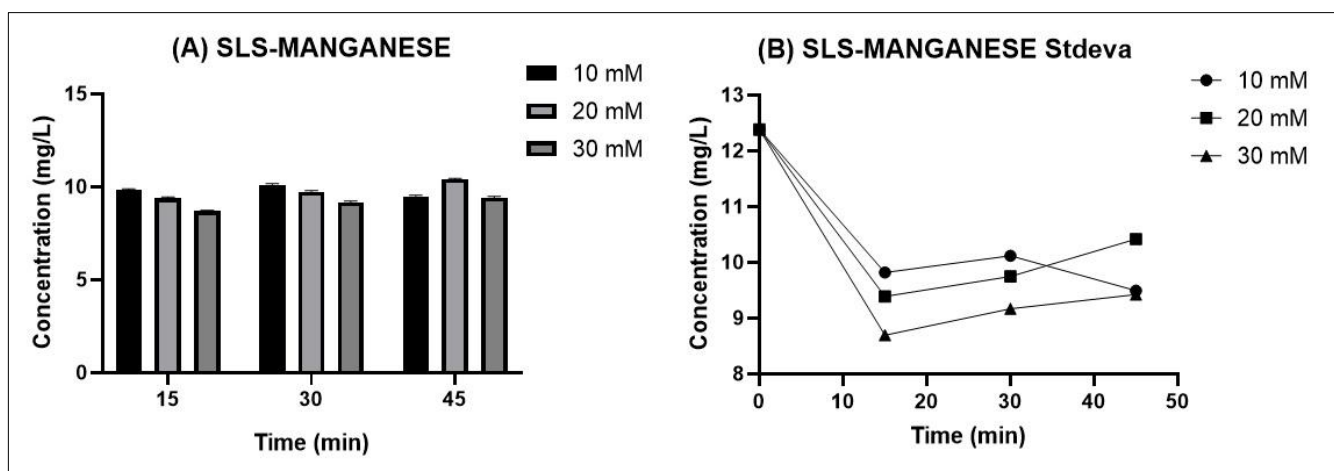 (A) SLS-MANGANESE
10 mM
20 mM
30 mM
Concentration (mg/L)
15
10
5
0
15 30 45
Time (min)
(B) SLS-MANGANESE Stdeva
10 mM
20 mM
30 mM
Concentration (mg/L)
13
12
11
10
9
8
0 10 20 30 40 50
Time (min)